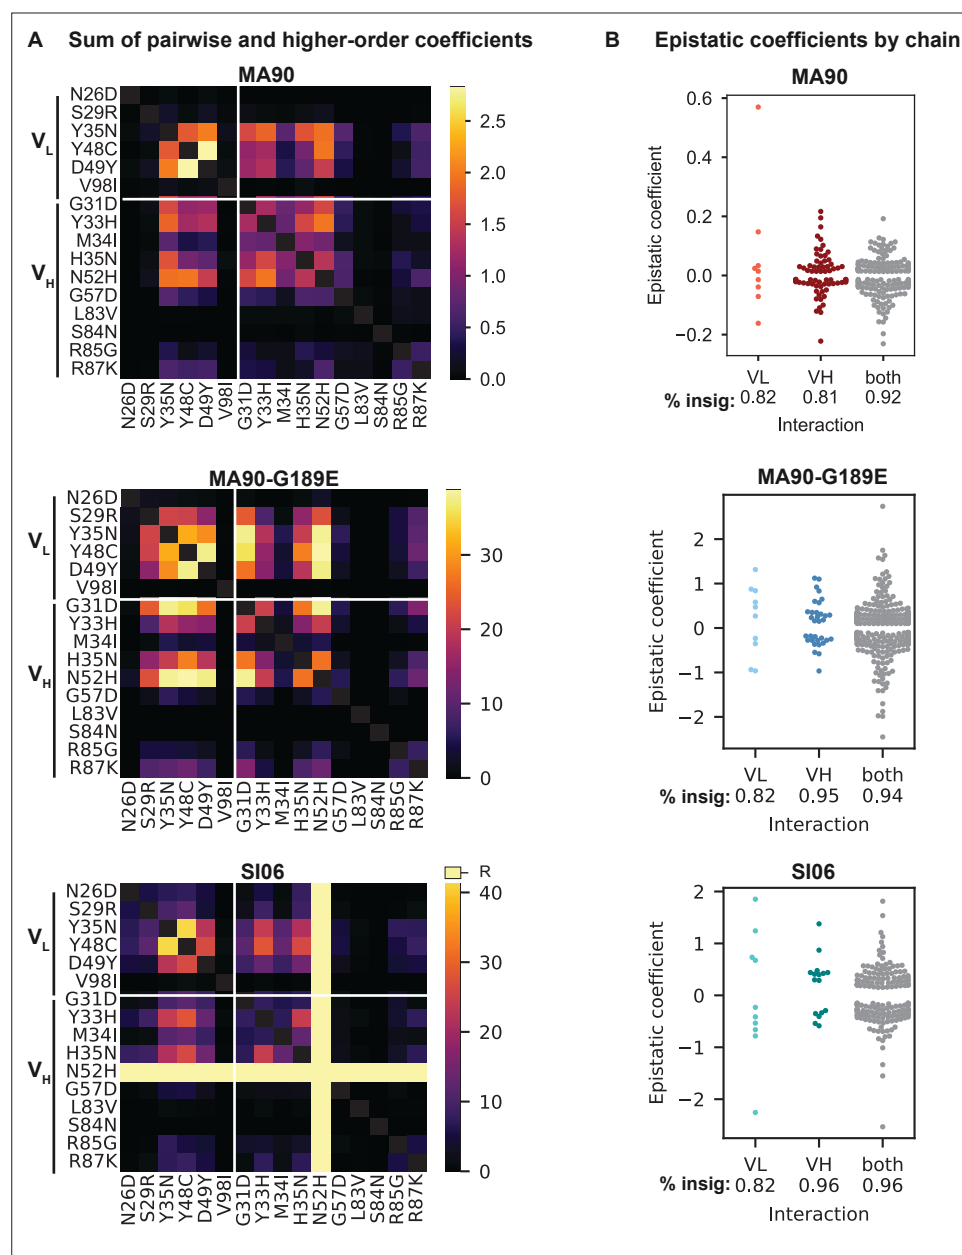 A Sum of pairwise and higher-order coefficients
MA90
N26D
S29R
Y35N
Y48C
D49Y
V98I
G31D
Y33H
M34I
H35N
N52H
G57D
L83V
S84N
R85G
R87K
VL
VH
N26D S29R Y35N Y48C D49Y V98I G31D Y33H M34I H35N N52H G57D L83V S84N R85G R87K
2.5
2.0
1.5
1.0
0.5
0.0
MA90-G189E
N26D
S29R
Y35N
Y48C
D49Y
V98I
G31D
Y33H
M34I
H35N
N52H
G57D
L83V
S84N
R85G
R87K
VL
VH
N26D S29R Y35N Y48C D49Y V98I G31D Y33H M34I H35N N52H G57D L83V S84N R85G R87K
30
20
10
0
SI06
N26D
S29R
Y35N
Y48C
D49Y
V98I
G31D
Y33H
M34I
H35N
N52H
G57D
L83V
S84N
R85G
R87K
VL
VH
N26D S29R Y35N Y48C D49Y V98I G31D Y33H M34I H35N N52H G57D L83V S84N R85G R87K
R
40
30
20
10
0
B Epistatic coefficients by chain
MA90
Epistatic coefficient
0.6
0.4
0.2
0.0
−0.2
VL VH both
% insig: 0.82 0.81 0.92
Interaction
MA90-G189E
Epistatic coefficient
2
1
0
−1
−2
VL VH both
% insig: 0.82 0.95 0.94
Interaction
SI06
Epistatic coefficient
2
1
0
−1
−2
VL VH both
% insig: 0.82 0.96 0.96
Interaction